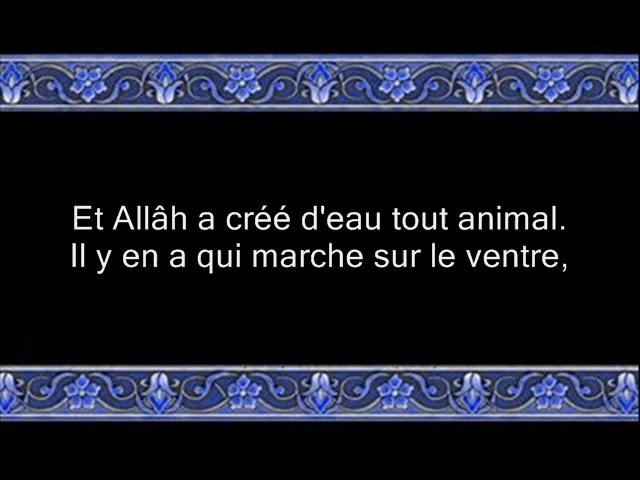 Et Allâh a créé d'eau tout animal.
Il y en a qui marche sur le ventre,